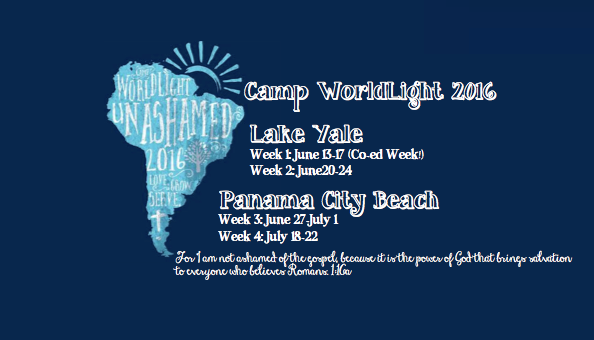 CAMP
WORLDLIGHT
UNASHAMED
2016
LOVE
GROW
SERVE
Camp WorldLight 2016
Lake Yale
Week 1: June 13-17 (Co-ed Week!)
Week 2: June20-24
Panama City Beach
Week 3: June 27-July 1
Week 4: July 18-22
For I am not ashamed of the gospel, because it is the power of God that brings salvation
to everyone who believes Romans: 1:16a